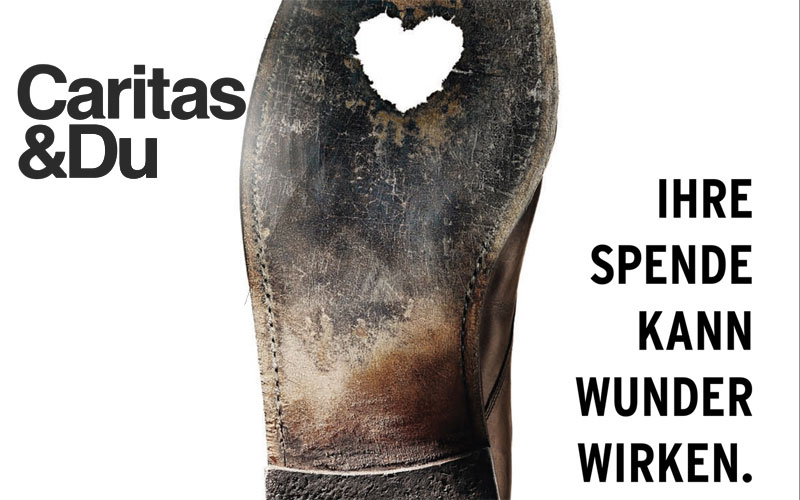 Caritas
&Du
IHRE
SPENDE
KANN
WUNDER
WIRKEN.